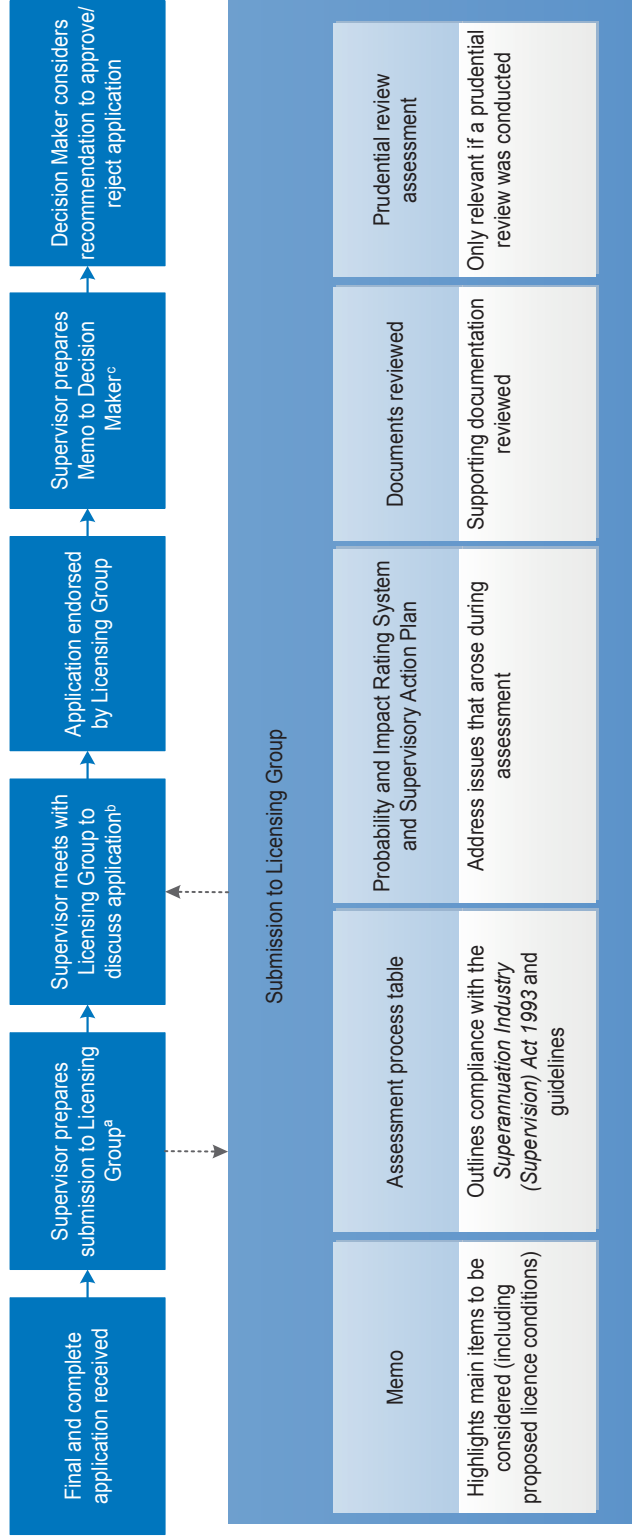 Final and complete
application received
Supervisor prepares
submission to Licensing
Groupᵃ
Supervisor meets with
Licensing Group to
discuss applicationᵇ
Application endorsed
by Licensing Group
Supervisor prepares
Memo to Decision
Makerᶜ
Decision Maker considers
recommendation to approve/
reject application
Submission to Licensing Group
Memo
Highlights main items to be
considered (including
proposed licence conditions)
Assessment process table
Outlines compliance with the
Superannuation Industry
(Supervision) Act 1993 and
guidelines
Probability and Impact Rating System
and Supervisory Action Plan
Address issues that arose during
assessment
Documents reviewed
Supporting documentation
reviewed
Prudential review
assessment
Only relevant if a prudential
review was conducted